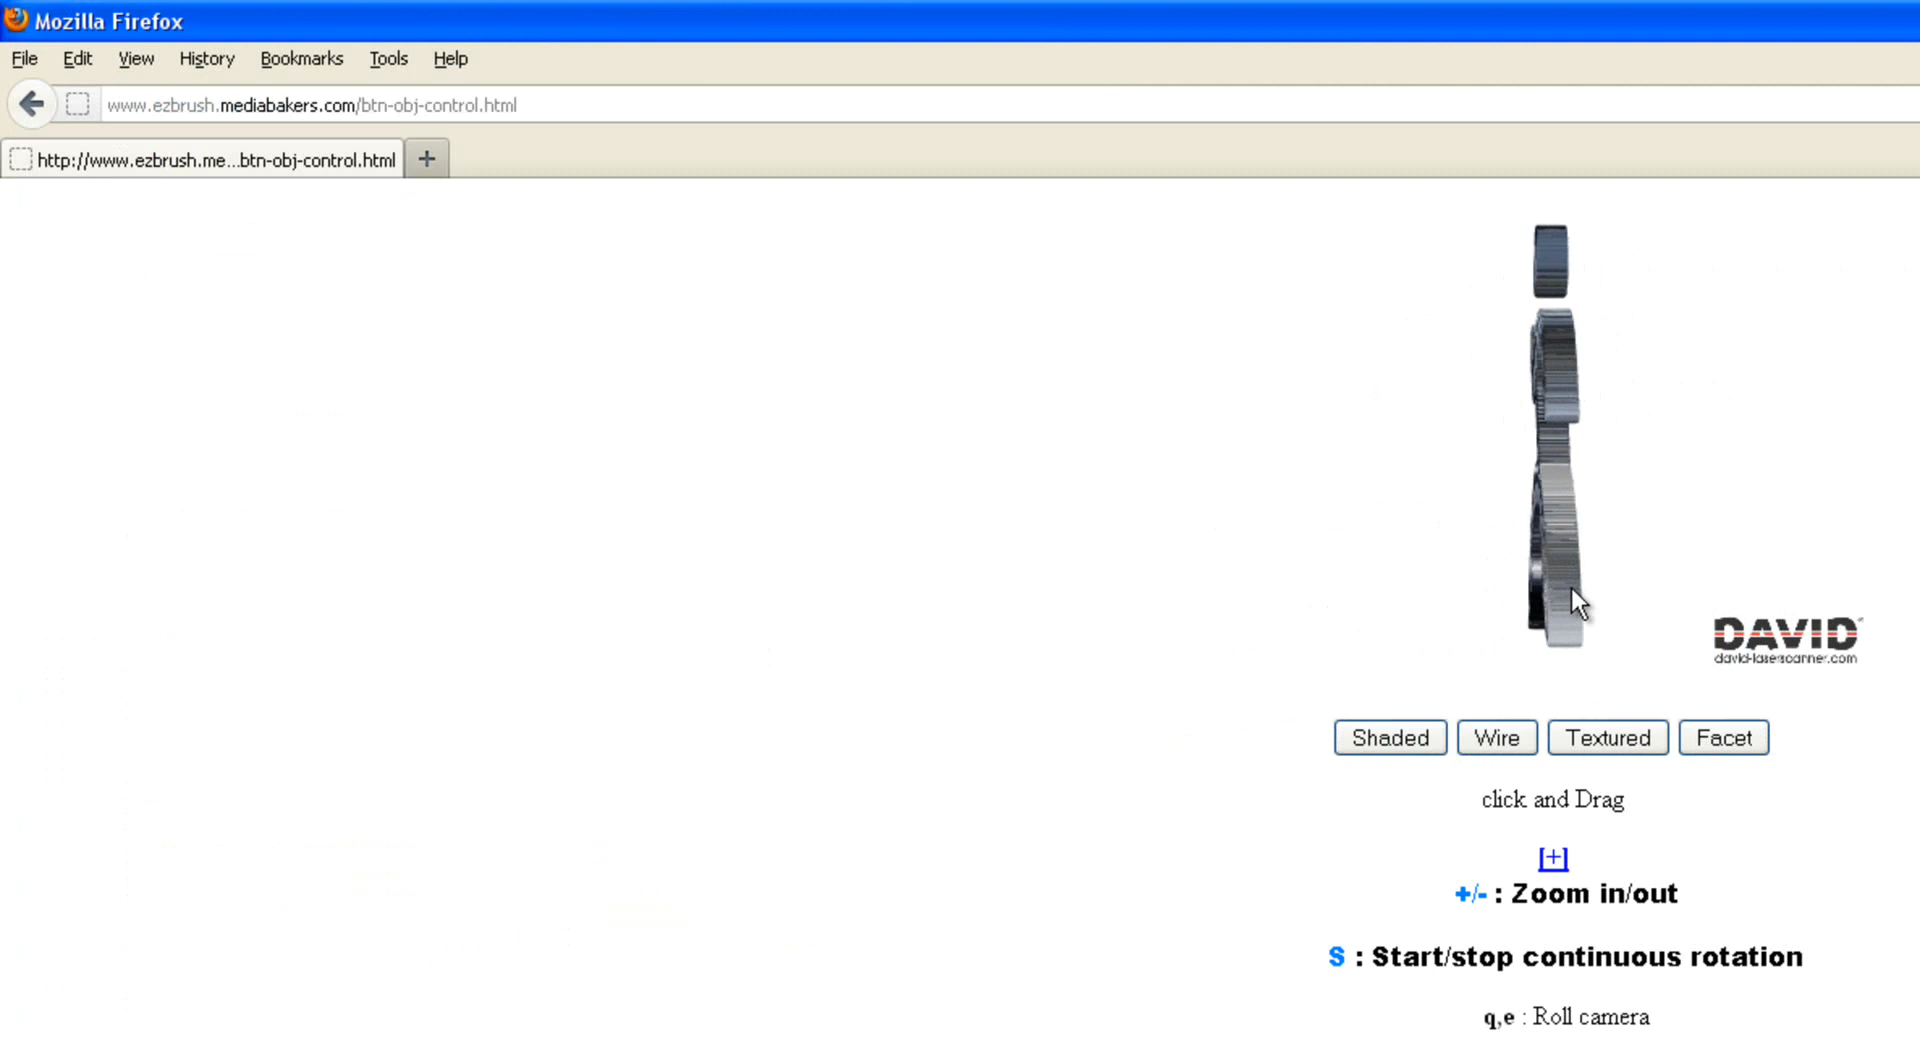 Mozilla Firefox
File Edit View History Bookmarks Tools Help
www.ezbrush.mediabakers.com/btn-obj-control.html
http://www.ezbrush.me...btn-obj-control.html +
DAVID
david-laserscanner.com
Shaded Wire Textured Facet
click and Drag
[+]
+/- : Zoom in/out
S : Start/stop continuous rotation
q,e : Roll camera